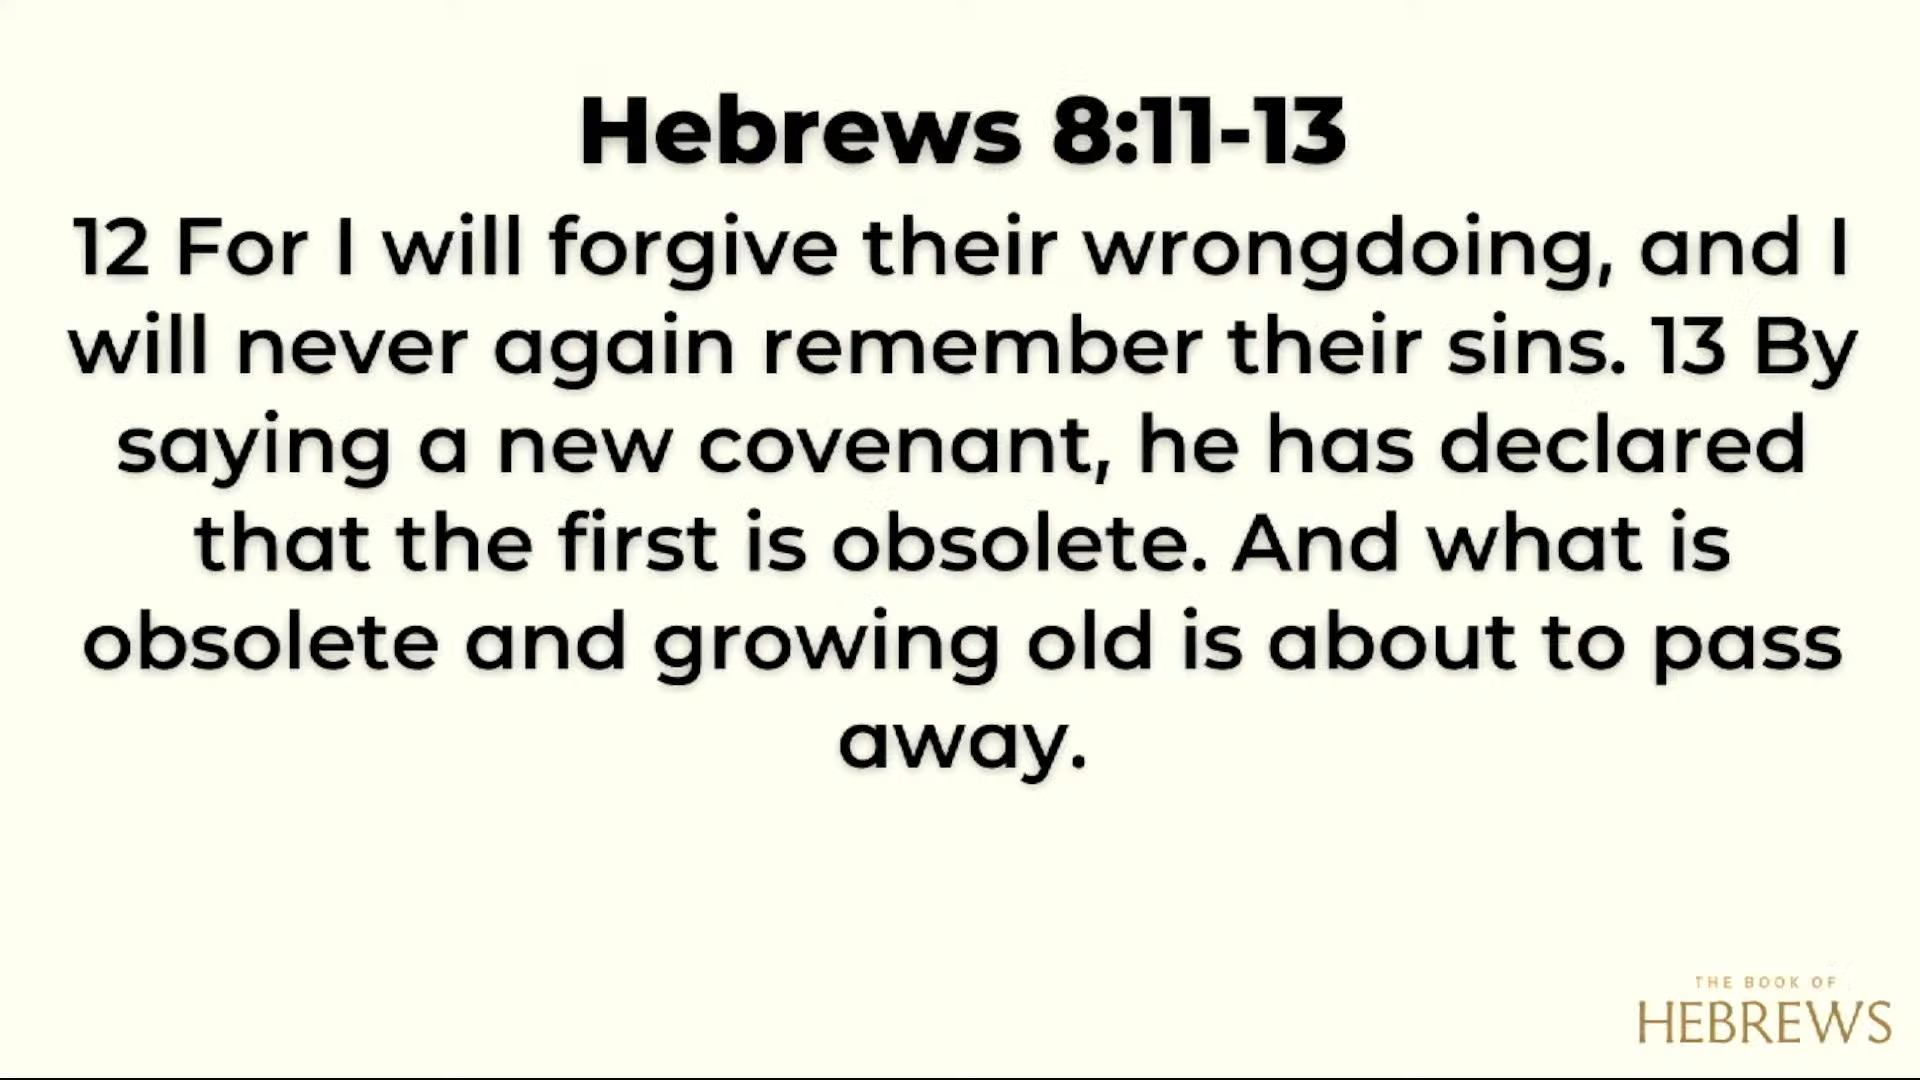 Hebrews 8:11-13
12 For I will forgive their wrongdoing, and I
will never again remember their sins. 13 By
saying a new covenant, he has declared
that the first is obsolete. And what is
obsolete and growing old is about to pass
away.
THE BOOK OF
HEBREWS